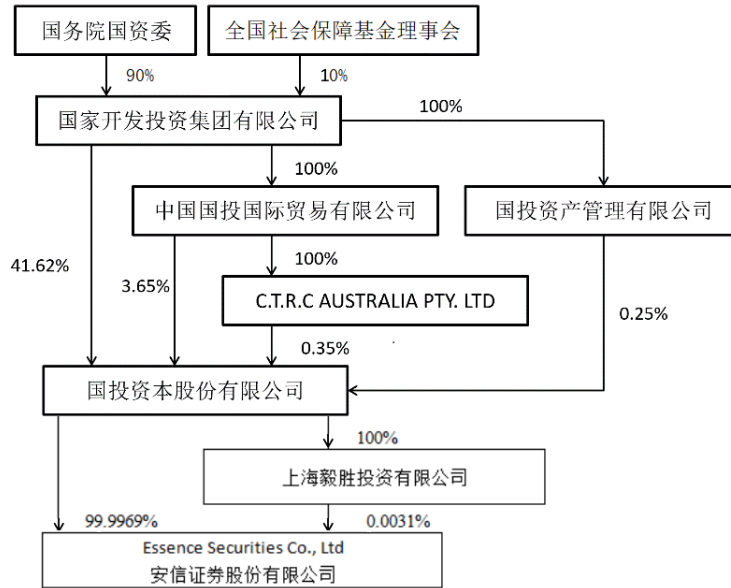 国务院国资委
全国社会保障基金理事会
90%
10%
国家开发投资集团有限公司
100%
100%
中国国投国际贸易有限公司
国投资产管理有限公司
41.62%
3.65%
100%
C.T.R.C AUSTRALIA PTY. LTD
0.25%
0.35%
国投资本股份有限公司
100%
上海毅胜投资有限公司
99.9969%
0.0031%
Essence Securities Co., Ltd
安信证券股份有限公司